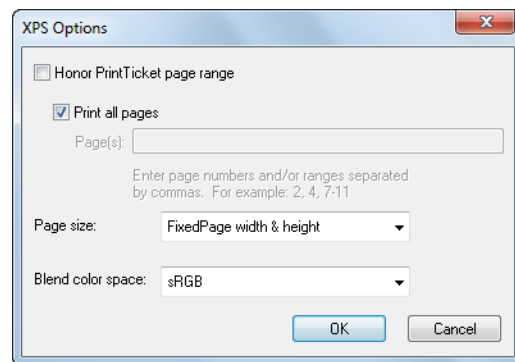 XPS Options
Honor PrintTicket page range
Print all pages
Page(s):
Enter page numbers and/or ranges separated
by commas. For example: 2, 4, 7-11
Page size: FixedPage width & height
Blend color space: sRGB
OK Cancel